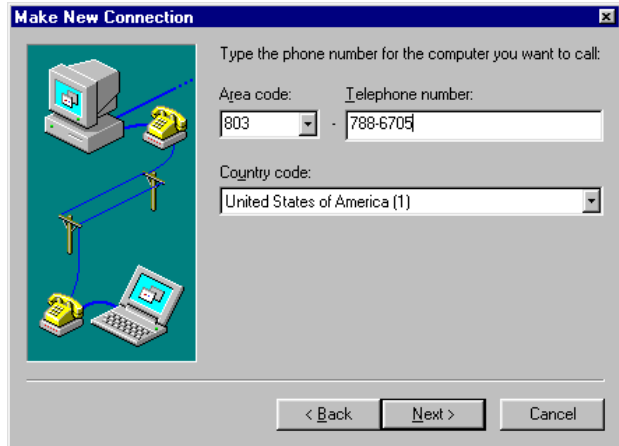 Make New Connection
Type the phone number for the computer you want to call:
Area code: Telephone number:
803 - 788-6705
Country code:
United States of America (1)
< Back Next > Cancel